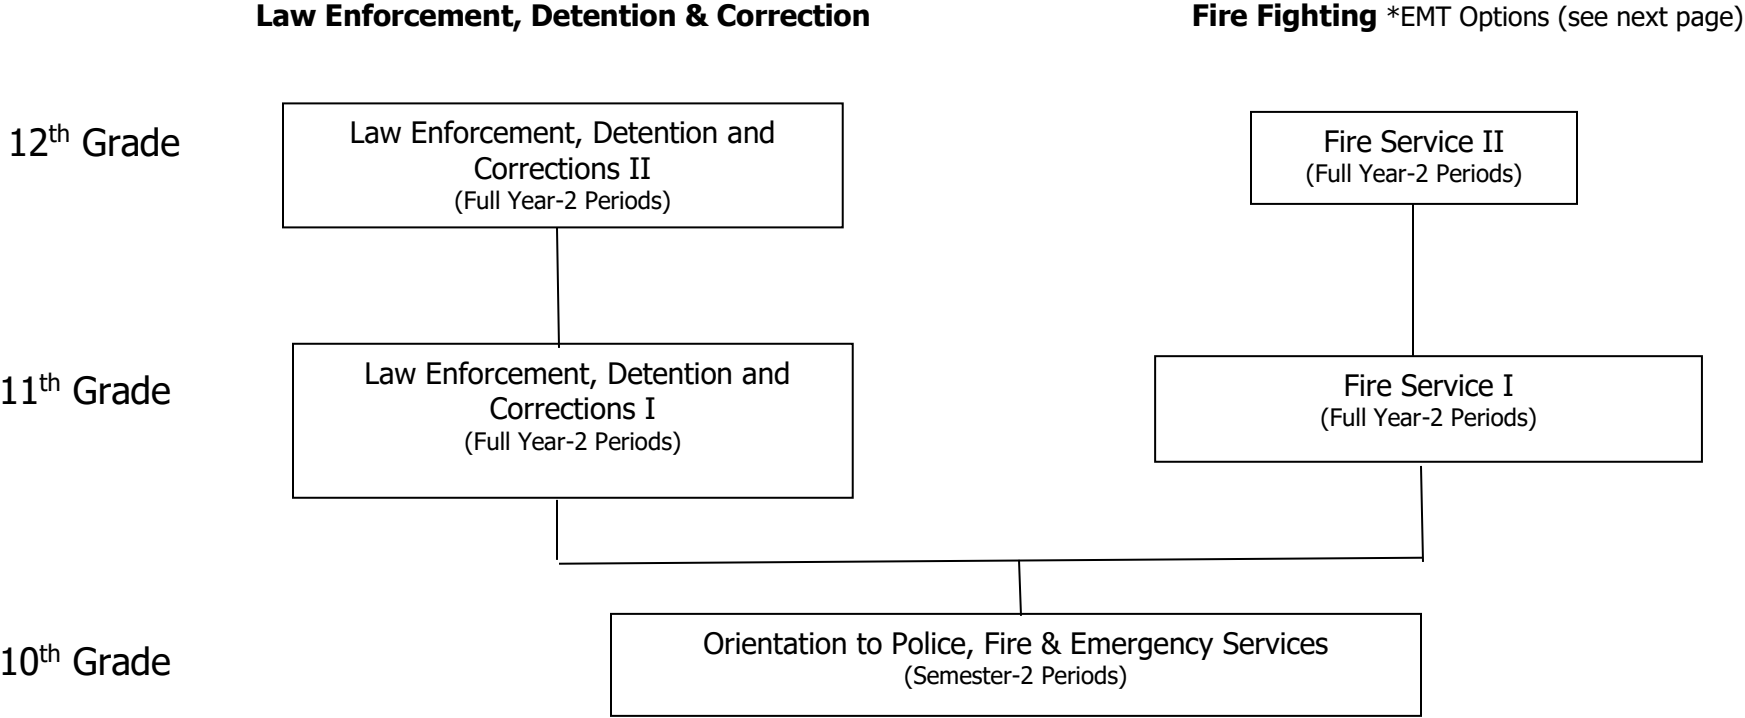 Law Enforcement, Detention & Correction
Fire Fighting *EMT Options (see next page)
12th Grade
Law Enforcement, Detention and
Corrections II
(Full Year-2 Periods)
Fire Service II
(Full Year-2 Periods)
11th Grade
Law Enforcement, Detention and
Corrections I
(Full Year-2 Periods)
Fire Service I
(Full Year-2 Periods)
10th Grade
Orientation to Police, Fire & Emergency Services
(Semester-2 Periods)